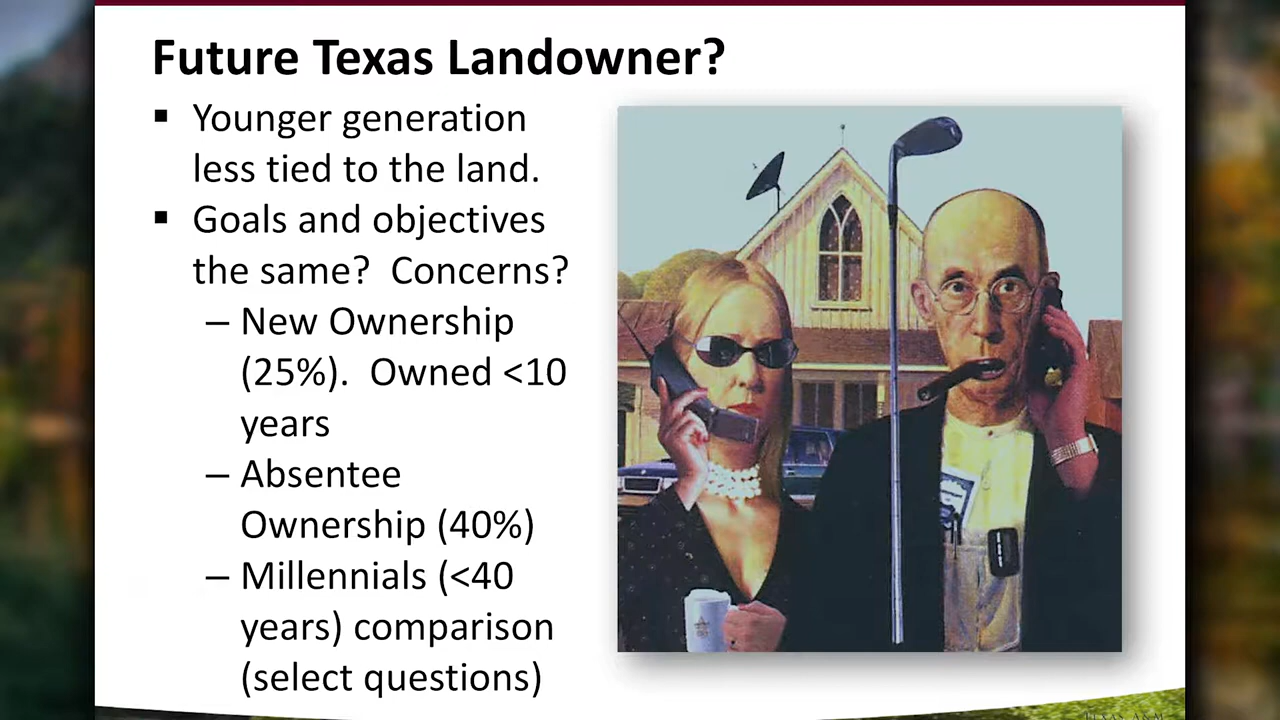 Future Texas Landowner?
▪ Younger generation
less tied to the land.
▪ Goals and objectives
the same? Concerns?
– New Ownership
(25%). Owned <10
years
– Absentee
Ownership (40%)
– Millennials (<40
years) comparison
(select questions)
TEXAS A&M